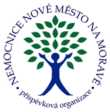 NEMOCNICE NOVÉ MĚSTO NA MORAVĚ
příspěvková organizace